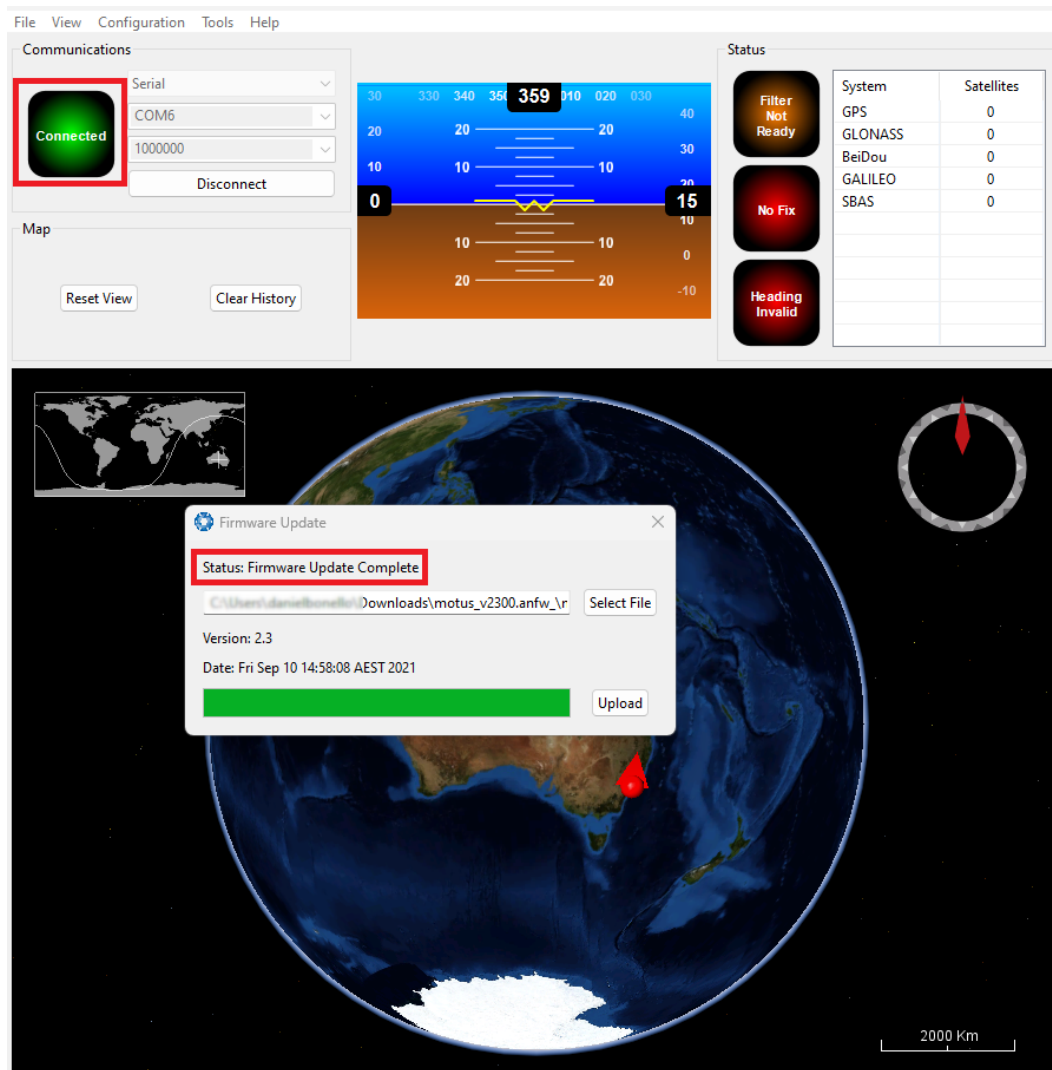 File View Configuration Tools Help
Communications
Connected
Serial
COM6
1000000
Disconnect
Map
Reset View Clear History
30 330 340 350 359 010 020 030
20 20 20 40
10 10 10 30
20
0 15
10
10 10 0
20 20 -10
Status
Filter
Not
Ready
No Fix
Heading
Invalid
System Satellites
GPS 0
GLONASS 0
BeiDou 0
GALILEO 0
SBAS 0
Firmware Update
Status: Firmware Update Complete
Downloads\motus_v2300.anfw_\r Select File
Version: 2.3
Date: Fri Sep 10 14:58:08 AEST 2021
Upload
2000 Km